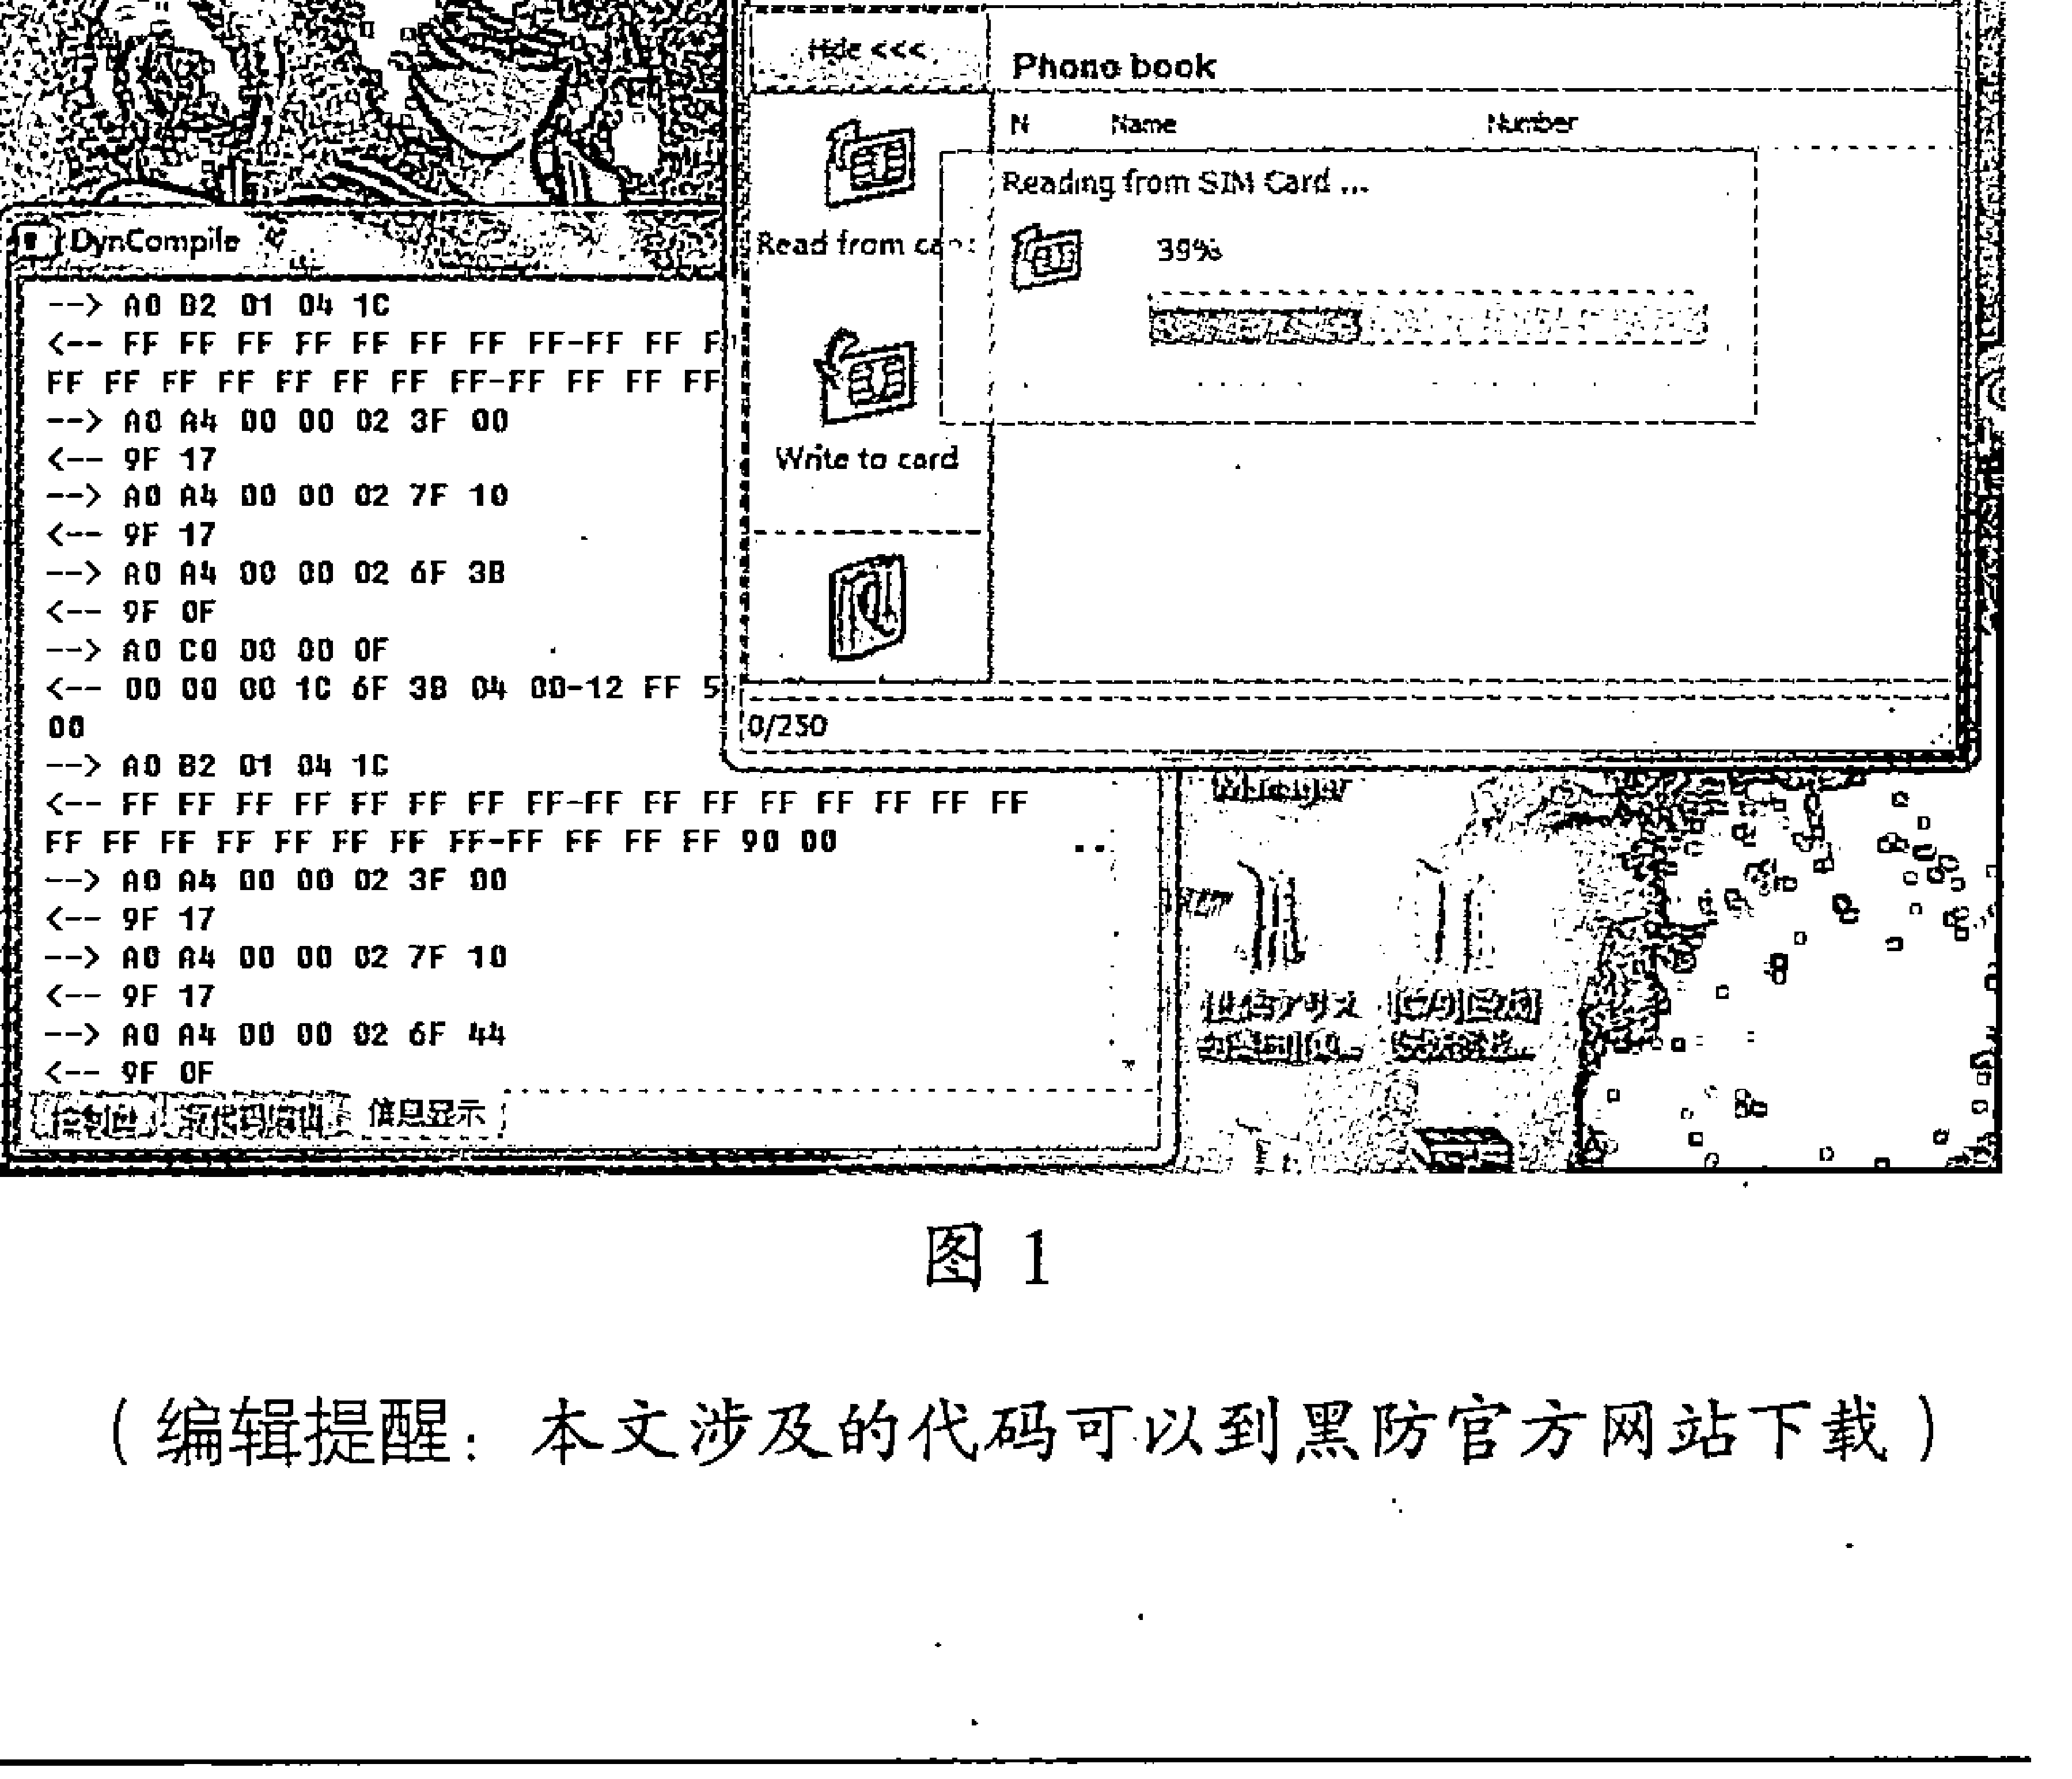 Hide <<<
Phone book
N Name Number
Reading from SIM Card ...
39%
Read from car
Write to card
0/250
DynCompile
--> A0 B2 01 04 1C
<-- FF FF FF FF FF FF FF FF-FF FF F
FF FF FF FF FF FF FF FF-FF FF FF FF
--> A0 A4 00 00 02 3F 00
<-- 9F 17
--> A0 A4 00 00 02 7F 10
<-- 9F 17
--> A0 A4 00 00 02 6F 3B
<-- 9F 0F
--> A0 C0 00 00 0F
<-- 00 00 00 1C 6F 3B 04 00-12 FF 5
00
--> A0 B2 01 04 1C
<-- FF FF FF FF FF FF FF FF-FF FF FF FF FF FF FF FF
FF FF FF FF FF FF FF FF-FF FF FF FF 90 00
--> A0 A4 00 00 02 3F 00
<-- 9F 17
--> A0 A4 00 00 02 7F 10
<-- 9F 17
--> A0 A4 00 00 02 6F 44
<-- 9F 0F
信息显示
图 1
（编辑提醒：本文涉及的代码可以到黑防官方网站下载）